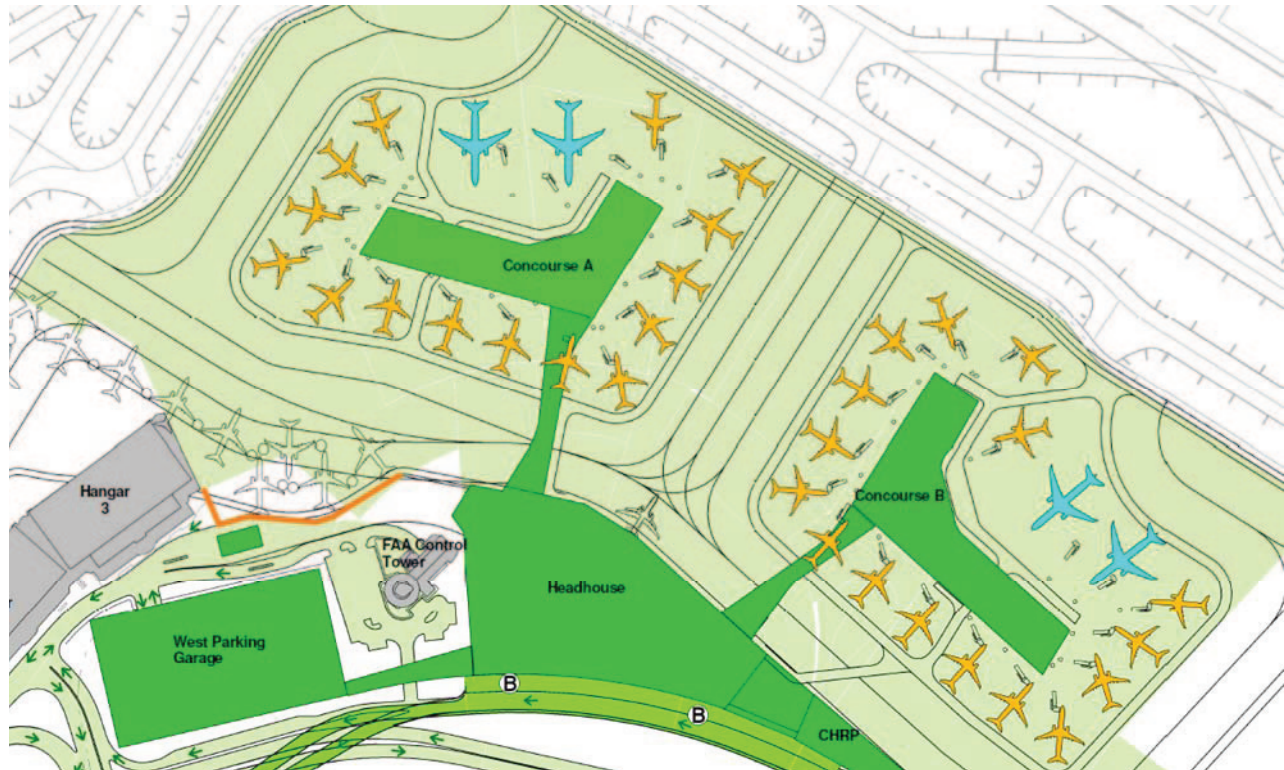 Concourse A
Concourse B
Hangar
3
FAA Control
Tower
Headhouse
West Parking
Garage
B
B
CHRP